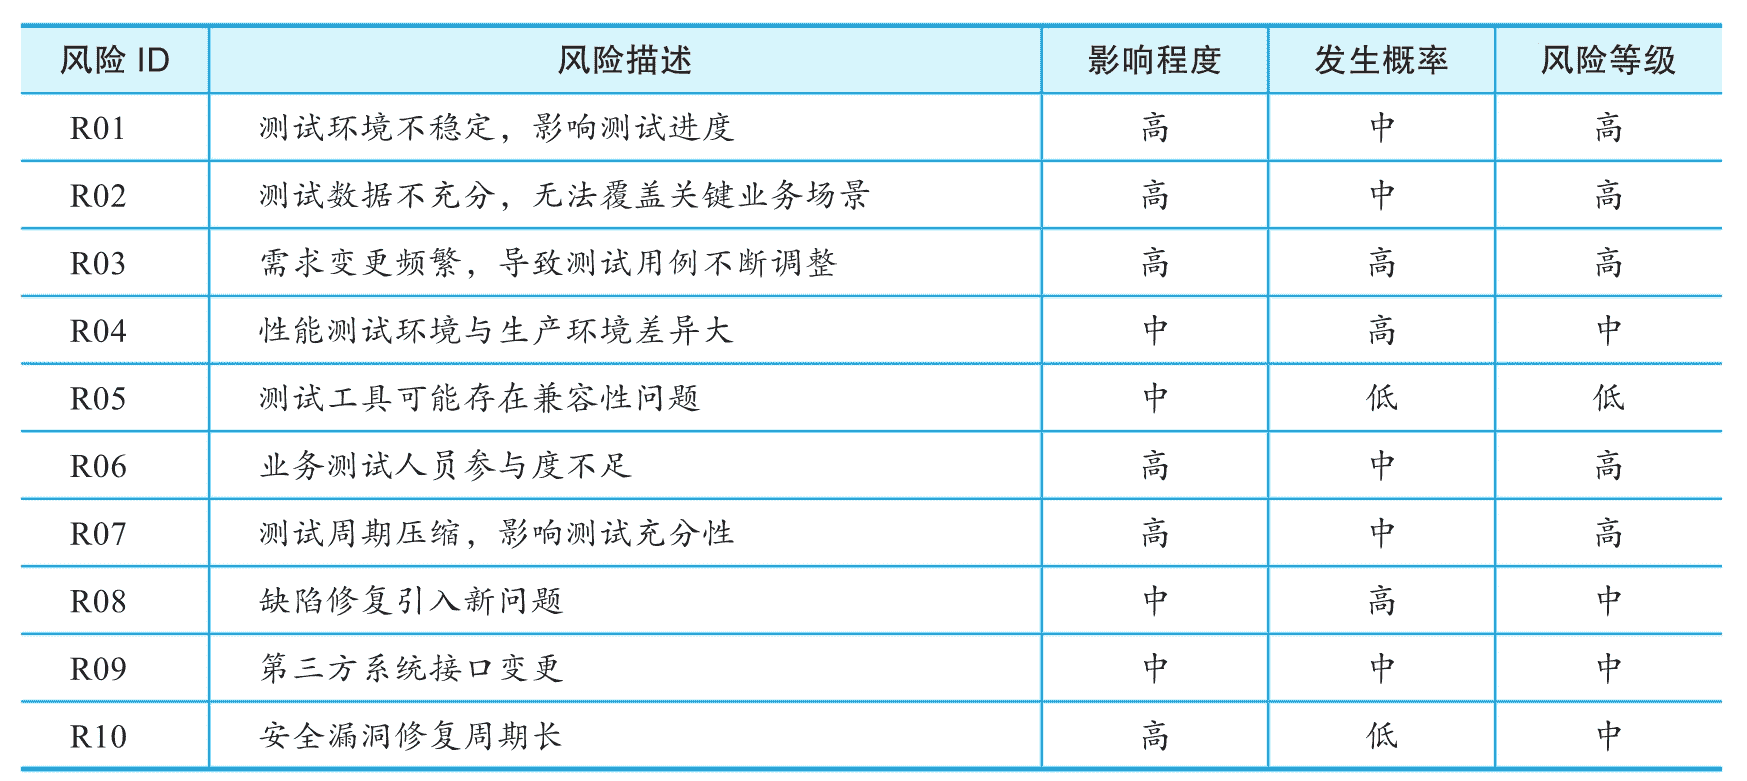 风险 ID 风险描述 影响程度 发生概率 风险等级
R01 测试环境不稳定，影响测试进度 高 中 高
R02 测试数据不充分，无法覆盖关键业务场景 高 中 高
R03 需求变更频繁，导致测试用例不断调整 高 高 高
R04 性能测试环境与生产环境差异大 中 高 中
R05 测试工具可能存在兼容性问题 中 低 低
R06 业务测试人员参与度不足 高 中 高
R07 测试周期压缩，影响测试充分性 高 中 高
R08 缺陷修复引入新问题 中 高 中
R09 第三方系统接口变更 中 中 中
R10 安全漏洞修复周期长 高 低 中